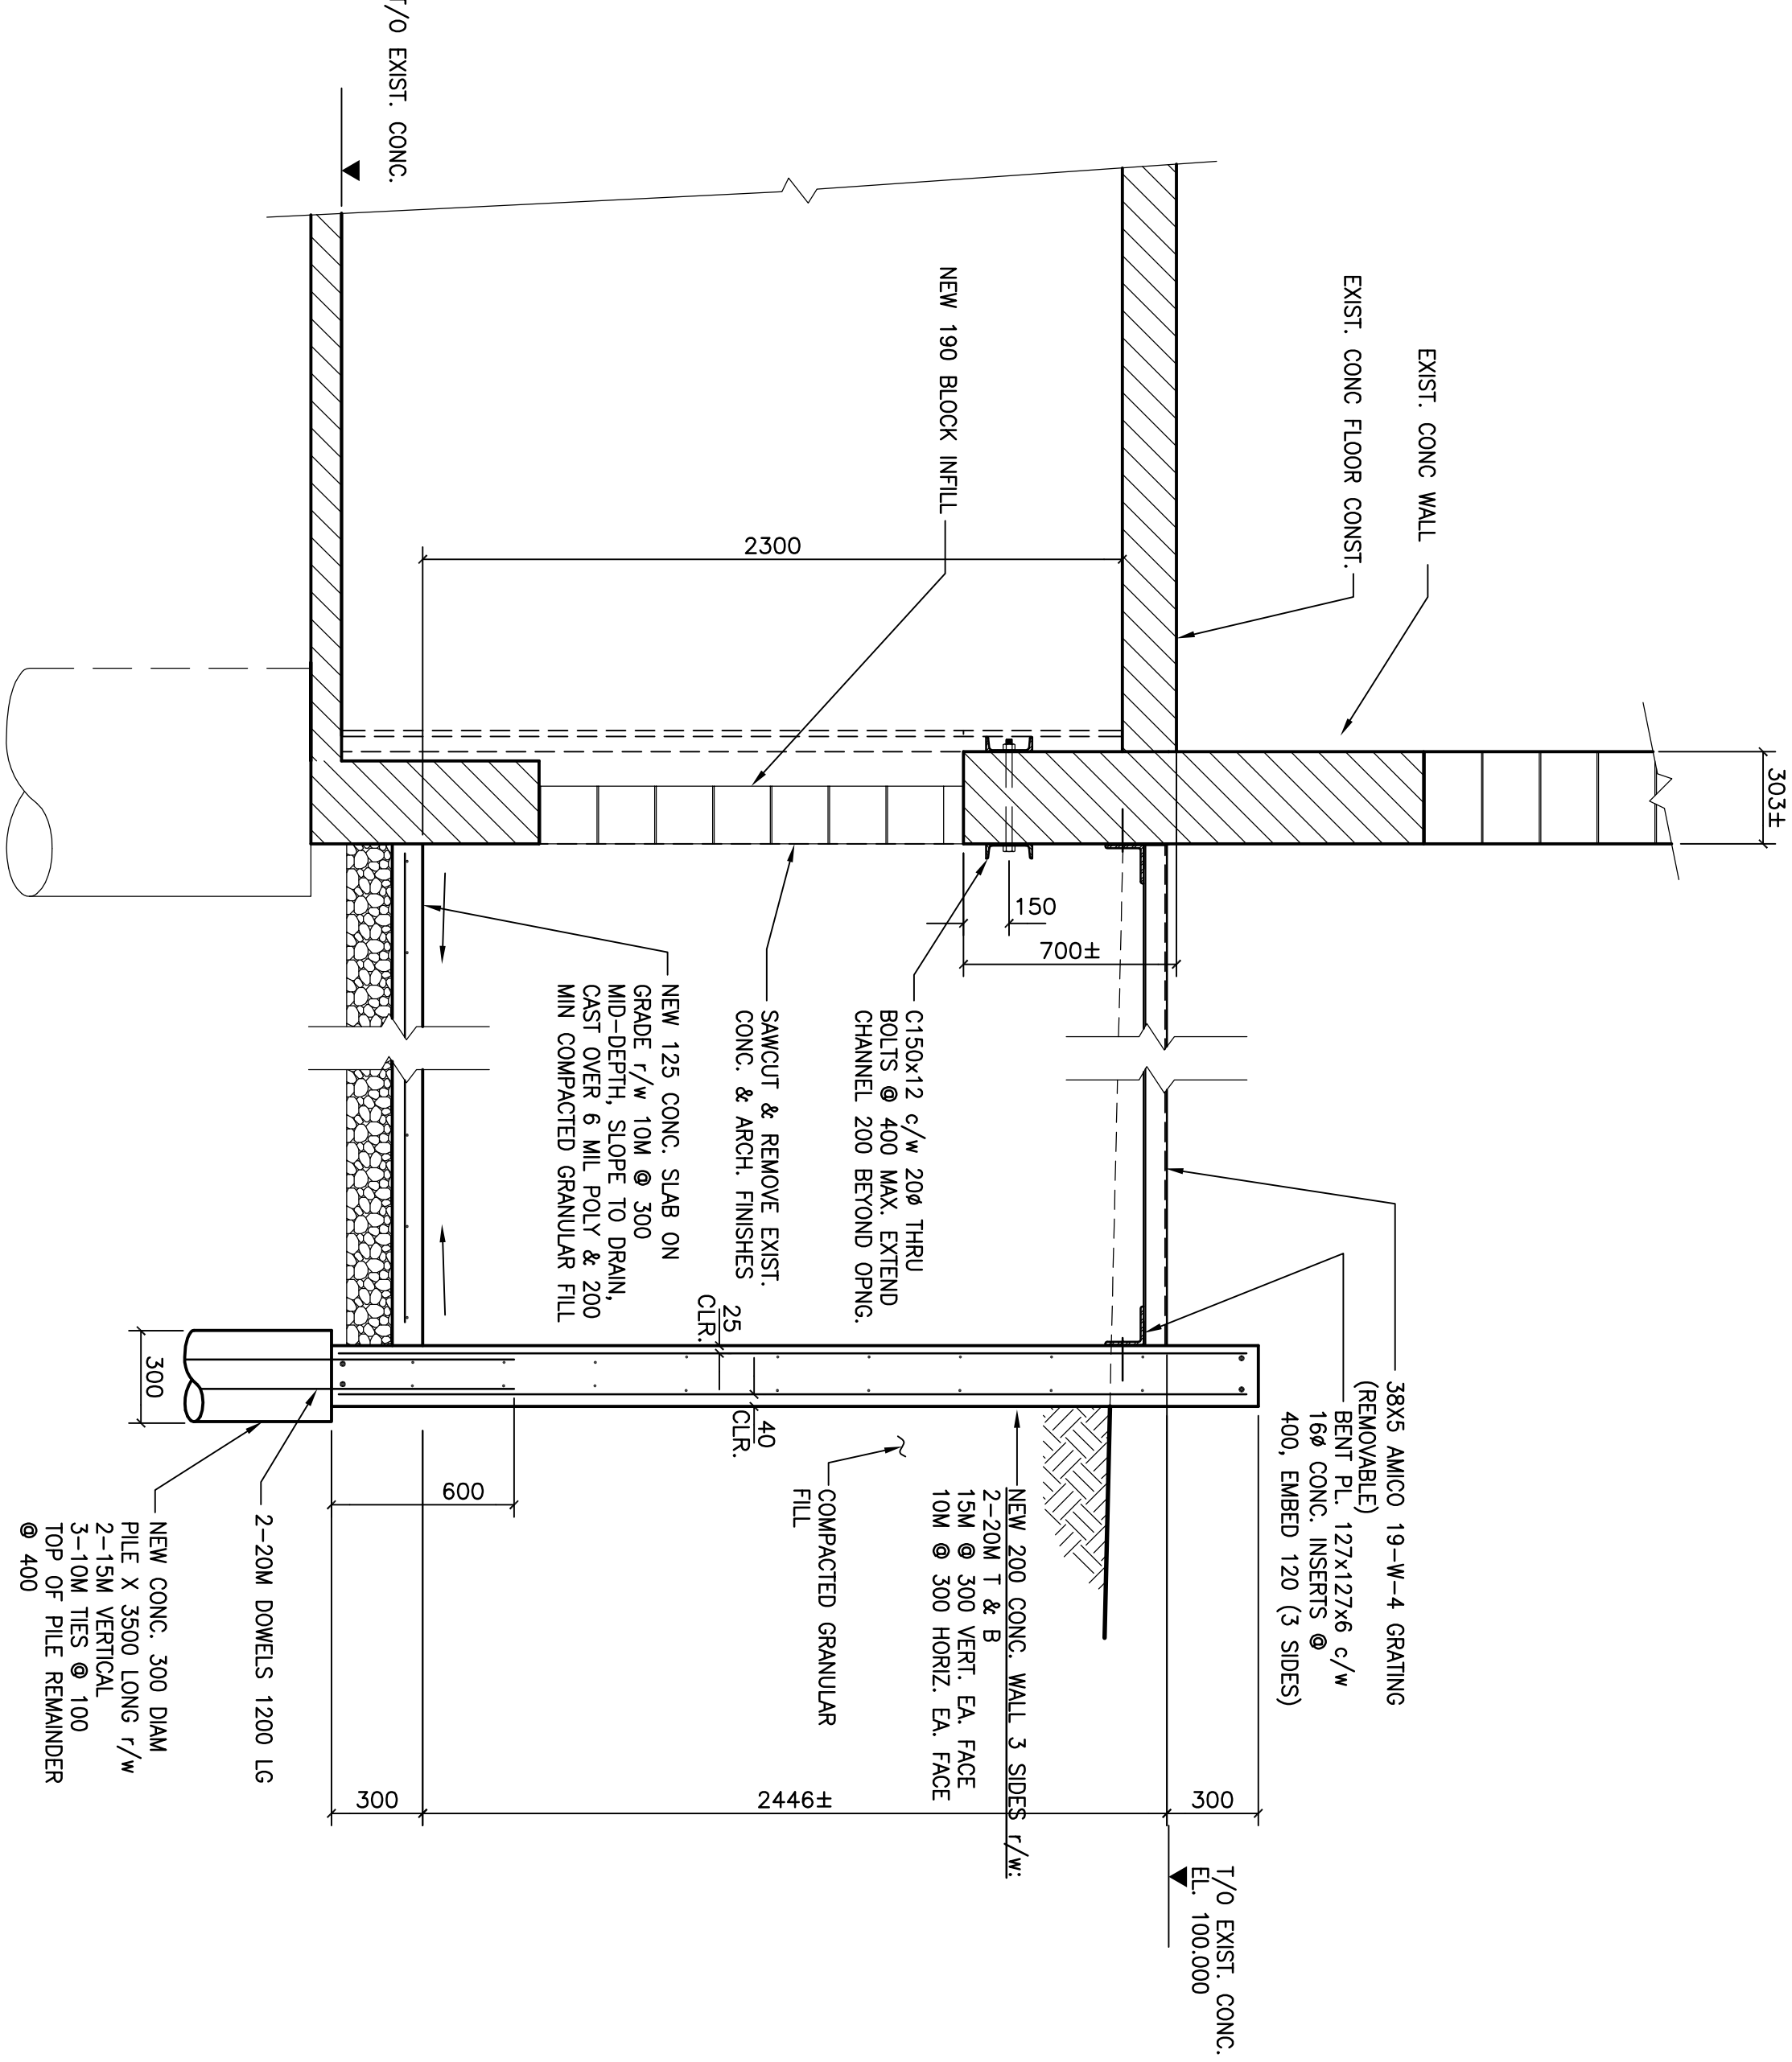 303±
EXIST. CONC WALL
EXIST. CONC FLOOR CONST.
T/O EXIST. CONC.
EL. 100.000
300
38X5 AMICO 19-W-4 GRATING
(REMOVABLE)
BENT PL. 127x127x6 c/w
16ø CONC. INSERTS @
400, EMBED 120 (3 SIDES)
NEW 190 BLOCK INFILL
2300
150
700±
C150x12 c/w 20ø THRU
BOLTS @ 400 MAX. EXTEND
CHANNEL 200 BEYOND OPNG.
SAWCUT & REMOVE EXIST.
CONC. & ARCH. FINISHES
NEW 125 CONC. SLAB ON
GRADE r/w 10M @ 300
MID-DEPTH, SLOPE TO DRAIN,
CAST OVER 6 MIL POLY & 200
MIN COMPACTED GRANULAR FILL
NEW 200 CONC. WALL 3 SIDES r/w:
2-20M T & B
15M @ 300 VERT. EA. FACE
10M @ 300 HORIZ. EA. FACE
COMPACTED GRANULAR
FILL
25
CLR.
40
CLR.
2446±
600
300
T/O EXIST. CONC.
2-20M DOWELS 1200 LG
300
NEW CONC. 300 DIAM
PILE X 3500 LONG r/w
2-15M VERTICAL
3-10M TIES @ 100
TOP OF PILE REMAINDER
@ 400